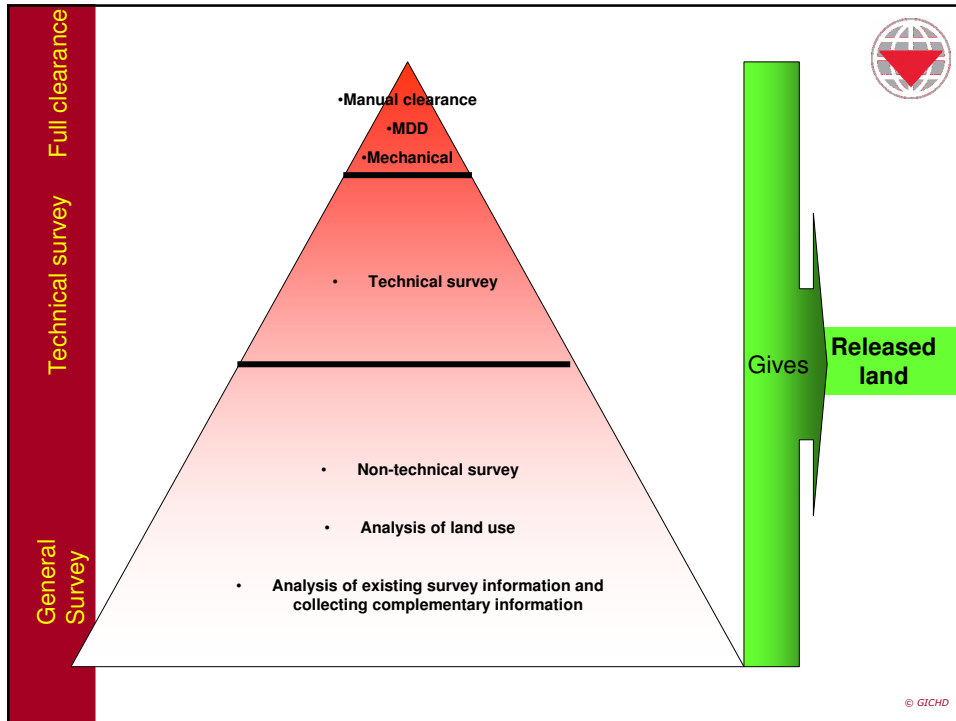 Full clearance
•Manual clearance
•MDD
•Mechanical
Technical survey
• Technical survey
Gives
Released
land
General
Survey
• Non-technical survey
• Analysis of land use
• Analysis of existing survey information and
collecting complementary information
© GICHD